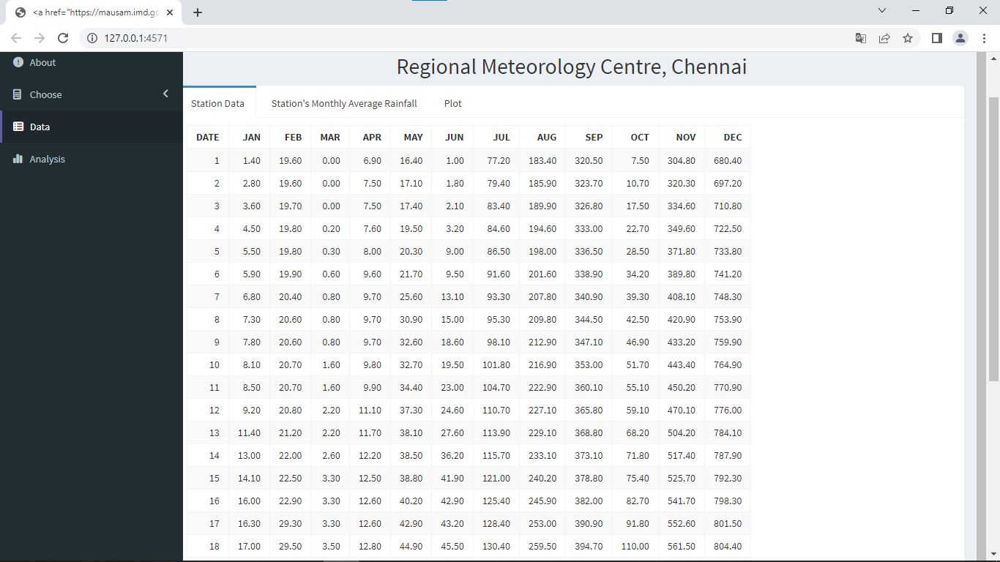 <a href="https://mausam.imd.go
127.0.0.1:4571
About
Choose
Data
Analysis
Regional Meteorology Centre, Chennai
Station Data Station's Monthly Average Rainfall Plot
DATE JAN FEB MAR APR MAY JUN JUL AUG SEP OCT NOV DEC
1 1.40 19.60 0.00 6.90 16.40 1.00 77.20 183.40 320.50 7.50 304.80 680.40
2 2.80 19.60 0.00 7.50 17.10 1.80 79.40 185.90 323.70 10.70 320.30 697.20
3 3.60 19.70 0.00 7.50 17.40 2.10 83.40 189.90 326.80 17.50 334.60 710.80
4 4.50 19.80 0.20 7.60 19.50 3.20 84.60 194.60 333.00 22.70 349.60 722.50
5 5.50 19.80 0.30 8.00 20.30 9.00 86.50 198.00 336.50 28.50 371.80 733.80
6 5.90 19.90 0.60 9.60 21.70 9.50 91.60 201.60 338.90 34.20 389.80 741.20
7 6.80 20.40 0.80 9.70 25.60 13.10 93.30 207.80 340.90 39.30 408.10 748.30
8 7.30 20.60 0.80 9.70 30.90 15.00 95.30 209.80 344.50 42.50 420.90 753.90
9 7.80 20.60 0.80 9.70 32.60 18.60 98.10 212.90 347.10 46.90 433.20 759.90
10 8.10 20.70 1.60 9.80 32.70 19.50 101.80 216.90 353.00 51.70 443.40 764.90
11 8.50 20.70 1.60 9.90 34.40 23.00 104.70 222.90 360.10 55.10 450.20 770.90
12 9.20 20.80 2.20 11.10 37.30 24.60 110.70 227.10 365.80 59.10 470.10 776.00
13 11.40 21.20 2.20 11.70 38.10 27.60 113.90 229.10 368.80 68.20 504.20 784.10
14 13.00 22.00 2.60 12.20 38.50 36.20 115.70 233.10 373.10 71.80 517.40 787.90
15 14.10 22.50 3.30 12.50 38.80 41.90 121.00 240.20 378.80 75.40 525.70 792.30
16 16.00 22.90 3.30 12.60 40.20 42.90 125.40 245.90 382.00 82.70 541.70 798.30
17 16.30 29.30 3.30 12.60 42.90 43.20 128.40 253.00 390.90 91.80 552.60 801.50
18 17.00 29.50 3.50 12.80 44.90 45.50 130.40 259.50 394.70 110.00 561.50 804.40